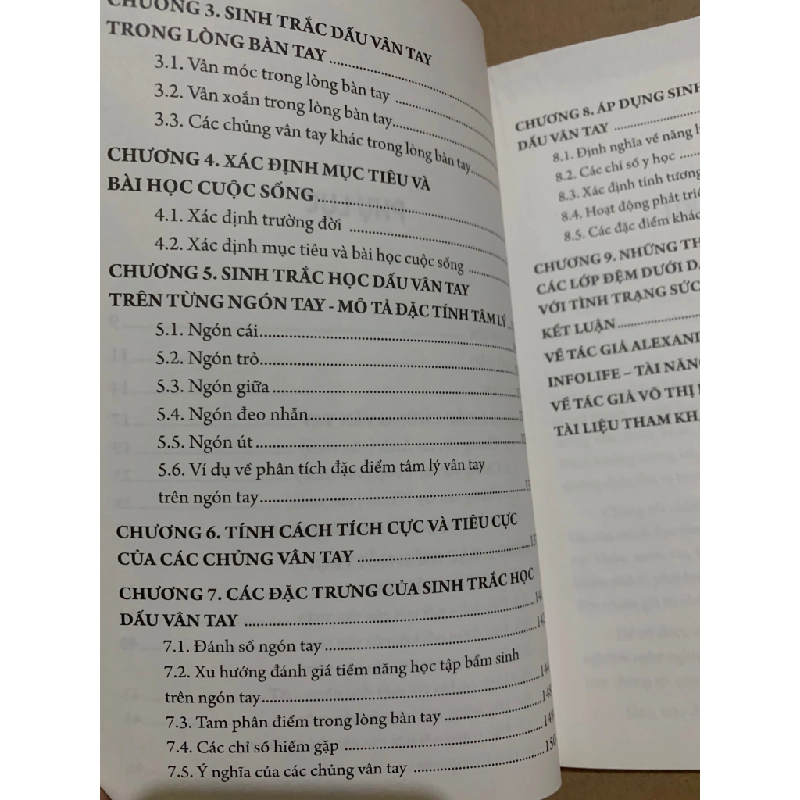 CHƯƠNG 3. SINH TRẮC DẤU VÂN TAY
TRONG LÒNG BÀN TAY
3.1. Vân móc trong lòng bàn tay
3.2. Vân xoắn trong lòng bàn tay
3.3. Các chủng vân tay khác trong lòng bàn tay
CHƯƠNG 4. XÁC ĐỊNH MỤC TIÊU VÀ
BÀI HỌC CUỘC SỐNG
4.1. Xác định trường đời
4.2. Xác định mục tiêu và bài học cuộc sống
CHƯƠNG 5. SINH TRẮC HỌC DẤU VÂN TAY
TRÊN TỪNG NGÓN TAY - MÔ TẢ ĐẶC TÍNH TÂM LÝ
5.1. Ngón cái
5.2. Ngón trỏ
5.3. Ngón giữa
5.4. Ngón đeo nhẫn
5.5. Ngón út
5.6. Ví dụ về phân tích đặc điểm tâm lý vân tay
trên ngón tay
CHƯƠNG 6. TÍNH CÁCH TÍCH CỰC VÀ TIÊU CỰC
CỦA CÁC CHỦNG VÂN TAY
CHƯƠNG 7. CÁC ĐẶC TRƯNG CỦA SINH TRẮC HỌC
DẤU VÂN TAY
7.1. Đánh số ngón tay
7.2. Xu hướng đánh giá tiềm năng học tập bẩm sinh
trên ngón tay
7.3. Tam phân điểm trong lòng bàn tay
7.4. Các chỉ số hiếm gặp
7.5. Ý nghĩa của các chủng vân tay
CHƯƠNG 8. ÁP DỤNG SINH
DẤU VÂN TAY
8.1. Định nghĩa về năng
8.2. Các chỉ số y học
8.3. Xác định tính tương
8.4. Hoạt động phát
8.5. Các đặc điểm khác
CHƯƠNG 9. NHỮNG
CÁC LỚP ĐỆM DƯỚI
VỚI TÌNH TRẠNG SỨC
KẾT LUẬN
VỀ TÁC GIẢ
INFOLIFE – TÀI NĂNG
VỀ TÁC GIẢ VÕ THỊ
TÀI LIỆU THAM